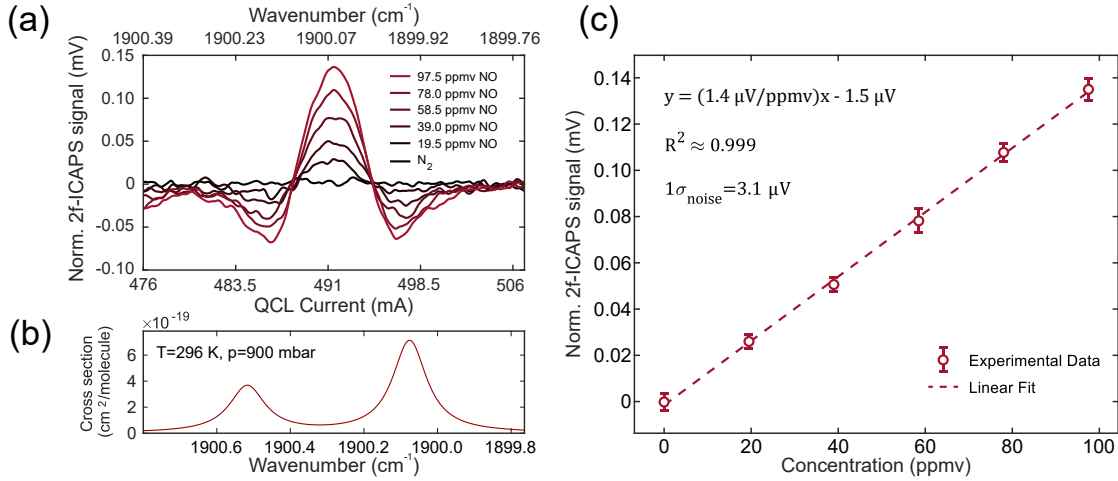 (a)
Wavenumber (cm⁻¹)
1900.39 1900.23 1900.07 1899.92 1899.76
Norm. 2f-ICAPS signal (mV)
0.15
0.10
0.05
0
-0.05
-0.10
97.5 ppmv NO
78.0 ppmv NO
58.5 ppmv NO
39.0 ppmv NO
19.5 ppmv NO
N₂
476 483.5 491 498.5 506
QCL Current (mA)
(b)
×10⁻¹⁹
Cross section
(cm²/molecule)
8
6
4
2
0
T=296 K, p=900 mbar
1900.6 1900.4 1900.2 1900.0 1899.8
Wavenumber (cm⁻¹)
(c)
Norm. 2f-ICAPS signal (mV)
0.14
0.12
0.10
0.08
0.06
0.04
0.02
0
y = (1.4 μV/ppmv)x - 1.5 μV
R² ≈ 0.999
1σnoise=3.1 μV
Experimental Data
Linear Fit
0 20 40 60 80 100
Concentration (ppmv)